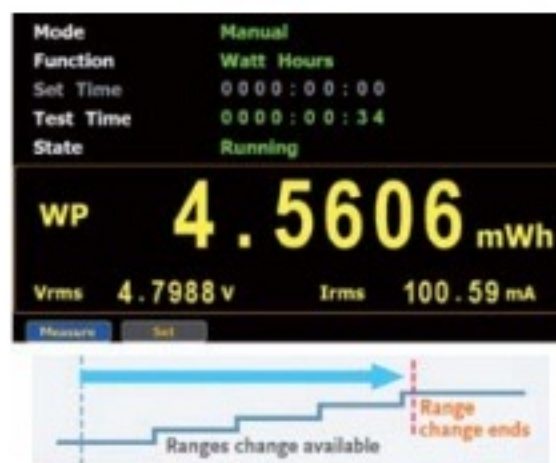 Mode Manual
Function Watt Hours
Set Time 0000:00:00
Test Time 0000:00:34
State Running
WP 4.5606 mWh
Vrms 4.7988 V Irms 100.59 mA
Measure Set
Range
Ranges change available change ends